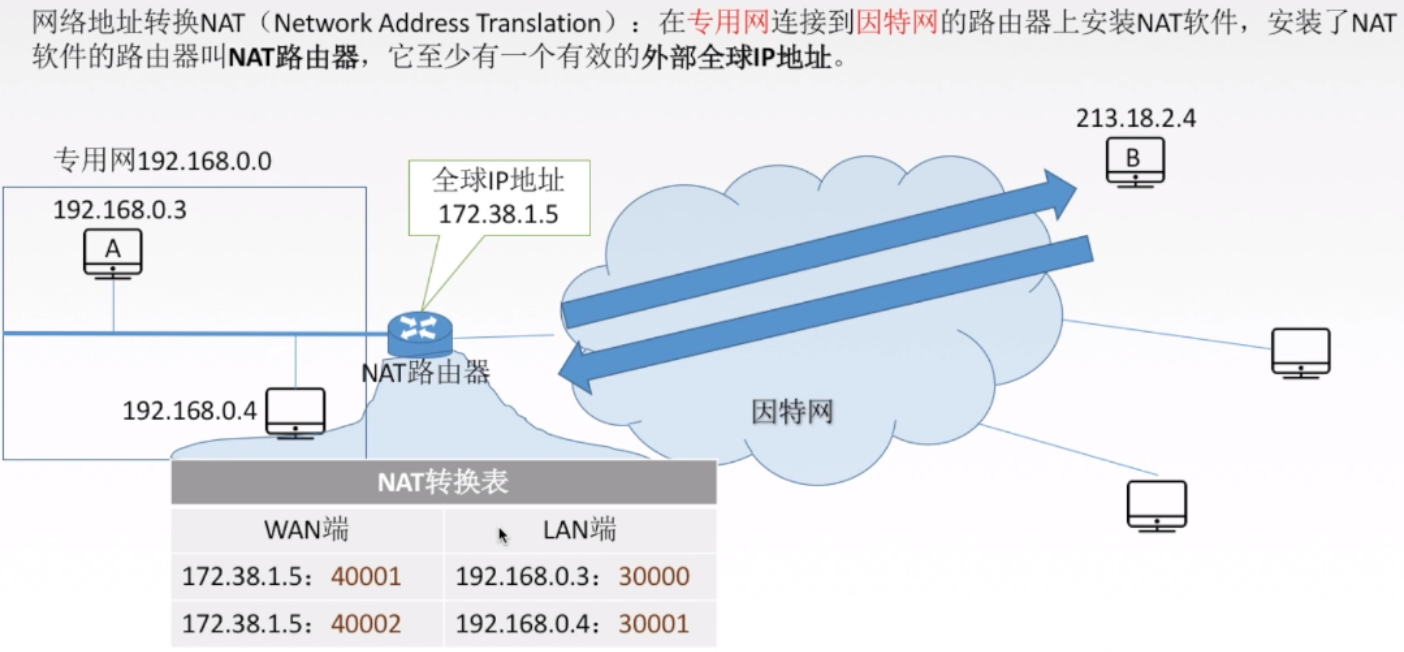 网络地址转换NAT（Network Address Translation）：在专用网连接到因特网的路由器上安装NAT软件，安装了NAT
软件的路由器叫NAT路由器，它至少有一个有效的外部全球IP地址。
213.18.2.4
B
专用网192.168.0.0
全球IP地址
172.38.1.5
192.168.0.3
A
NAT路由器
192.168.0.4
因特网
NAT转换表
WAN端 LAN端
172.38.1.5：40001 192.168.0.3：30000
172.38.1.5：40002 192.168.0.4：30001